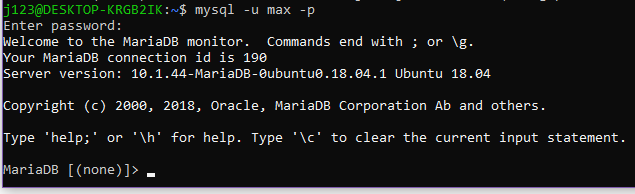 j123@DESKTOP-KRGB2IK:~$ mysql -u max -p
Enter password:
Welcome to the MariaDB monitor.  Commands end with ; or \g.
Your MariaDB connection id is 190
Server version: 10.1.44-MariaDB-0ubuntu0.18.04.1 Ubuntu 18.04

Copyright (c) 2000, 2018, Oracle, MariaDB Corporation Ab and others.

Type 'help;' or '\h' for help. Type '\c' to clear the current input statement.

MariaDB [(none)]>